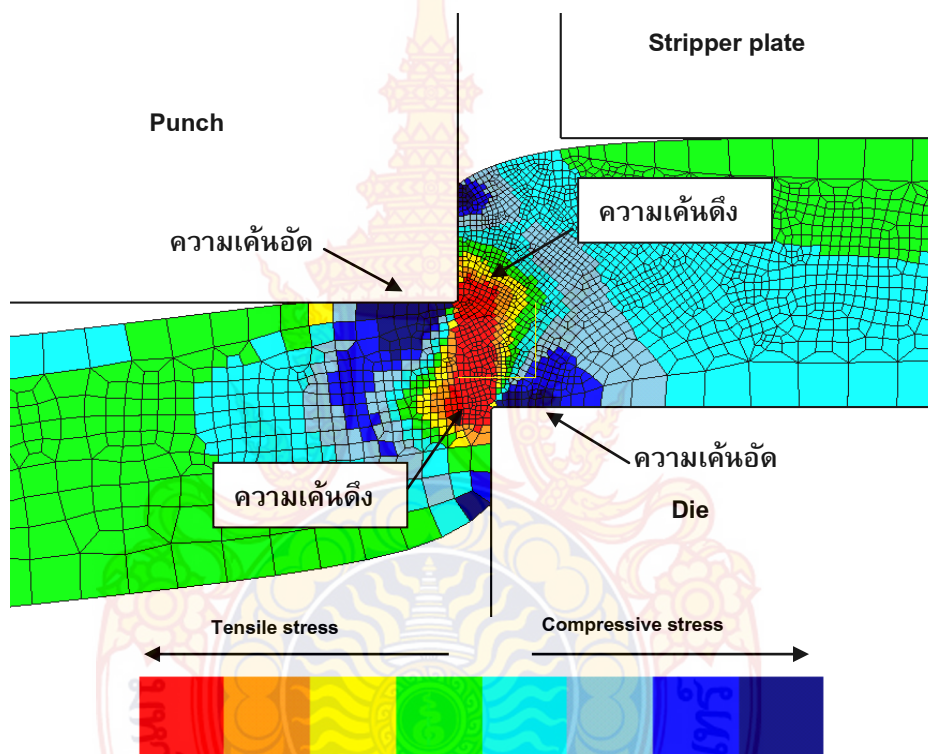 Stripper plate
Punch
ความเค้นดึง
ความเค้นอัด
ความเค้นอัด
ความเค้นดึง
Die
Tensile stress
Compressive stress